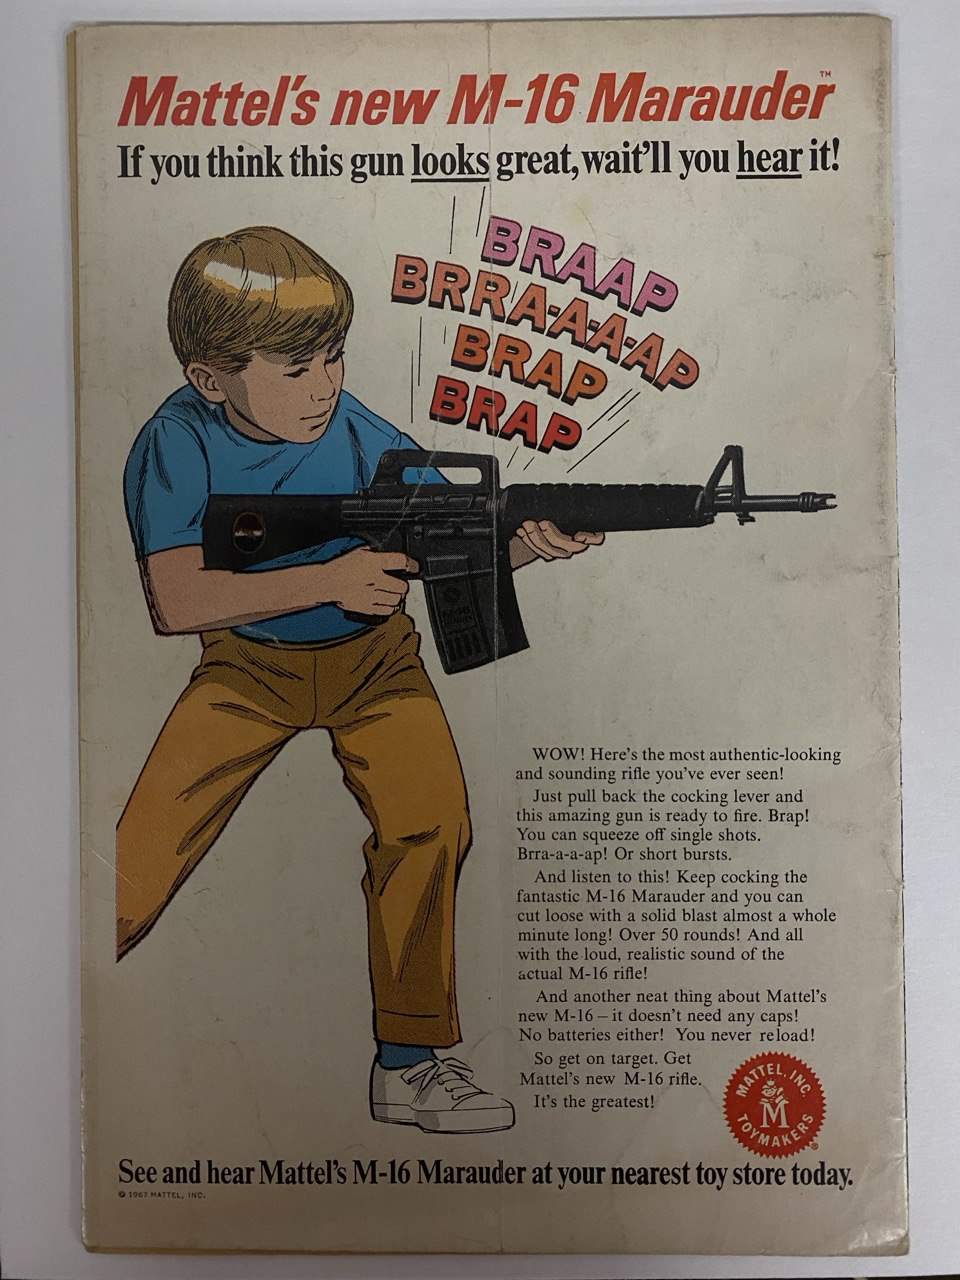 Mattel's new M-16 Marauder™
If you think this gun looks great, wait'll you hear it!
BRAAP
BRRA-A-A-AP
BRAP
BRAP
WOW! Here's the most authentic-looking
and sounding rifle you've ever seen!
Just pull back the cocking lever and
this amazing gun is ready to fire. Brap!
You can squeeze off single shots.
Brra-a-a-ap! Or short bursts.
And listen to this! Keep cocking the
fantastic M-16 Marauder and you can
cut loose with a solid blast almost a whole
minute long! Over 50 rounds! And all
with the loud, realistic sound of the
actual M-16 rifle!
And another neat thing about Mattel's
new M-16 – it doesn't need any caps!
No batteries either! You never reload!
So get on target. Get
Mattel's new M-16 rifle.
It's the greatest!
MATTEL, INC.
M
TOYMAKERS
®
See and hear Mattel's M-16 Marauder at your nearest toy store today.
© 1967 MATTEL, INC.